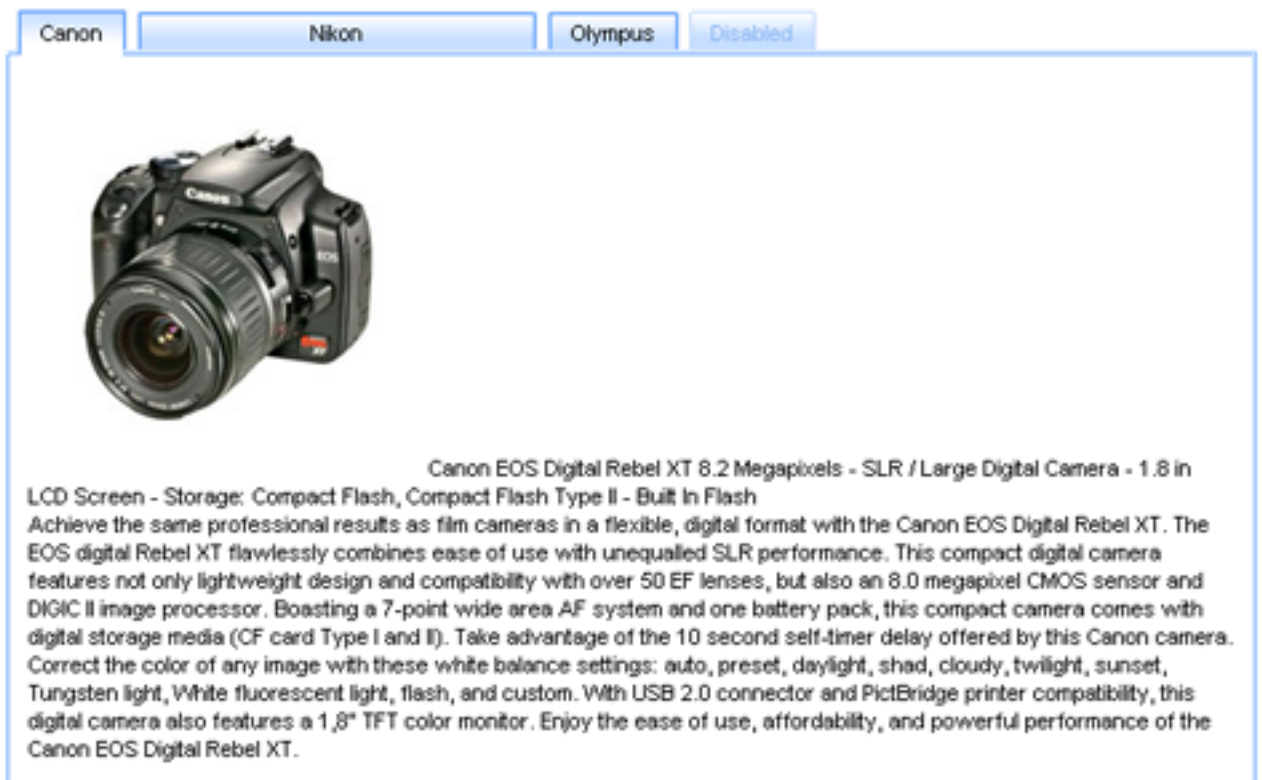 Canon
Nikon
Olympus
Disabled
Canon
EOS
XT
Canon EOS Digital Rebel XT 8.2 Megapixels - SLR / Large Digital Camera - 1.8 in
LCD Screen - Storage: Compact Flash, Compact Flash Type II - Built In Flash
Achieve the same professional results as film cameras in a flexible, digital format with the Canon EOS Digital Rebel XT. The
EOS digital Rebel XT flawlessly combines ease of use with unequalled SLR performance. This compact digital camera
features not only lightweight design and compatibility with over 50 EF lenses, but also an 8.0 megapixel CMOS sensor and
DIGIC II image processor. Boasting a 7-point wide area AF system and one battery pack, this compact camera comes with
digital storage media (CF card Type I and II). Take advantage of the 10 second self-timer delay offered by this Canon camera.
Correct the color of any image with these white balance settings: auto, preset, daylight, shad, cloudy, twilight, sunset,
Tungsten light, White fluorescent light, flash, and custom. With USB 2.0 connector and PictBridge printer compatibility, this
digital camera also features a 1,8" TFT color monitor. Enjoy the ease of use, affordability, and powerful performance of the
Canon EOS Digital Rebel XT.